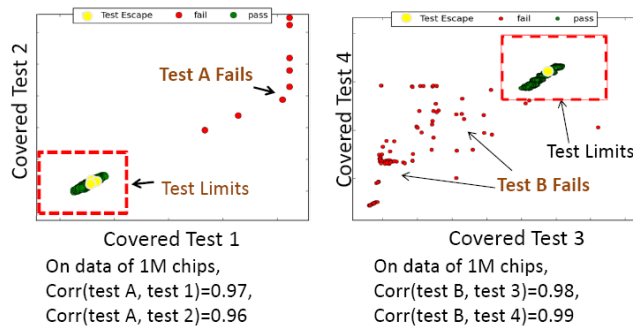 Test Escape fail pass
Covered Test 2
Test A Fails
Test Limits
Covered Test 1
On data of 1M chips,
Corr(test A, test 1)=0.97,
Corr(test A, test 2)=0.96
Test Escape fail pass
Covered Test 4
Test Limits
Test B Fails
Covered Test 3
On data of 1M chips,
Corr(test B, test 3)=0.98,
Corr(test B, test 4)=0.99